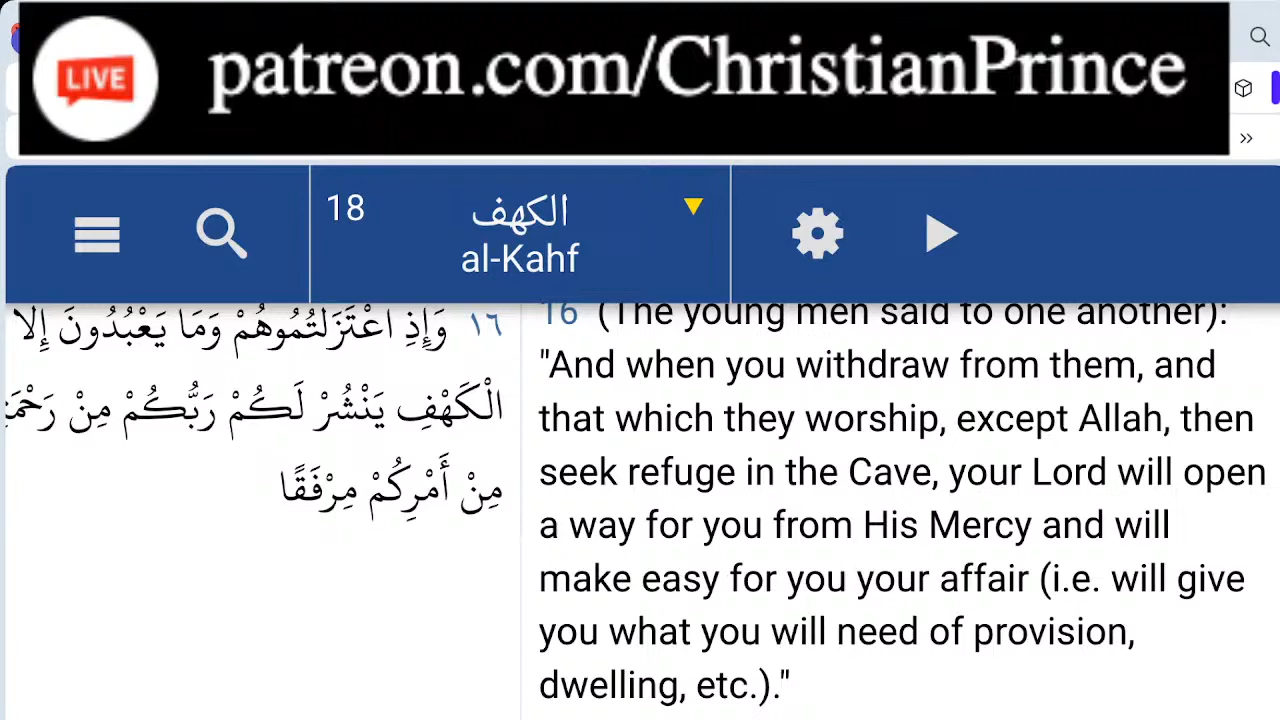 LIVE
patreon.com/ChristianPrince
18
الكهف
al-Kahf
١٦ وَإِذِ اعْتَزَلْتُمُوهُمْ وَمَا يَعْبُدُونَ إِلَّا
الْكَهْفِ يَنْشُرْ لَكُمْ رَبُّكُمْ مِنْ
مِنْ أَمْرِكُمْ مِرْفَقًا
16 (The young men said to one another):
"And when you withdraw from them, and
that which they worship, except Allah, then
seek refuge in the Cave, your Lord will open
a way for you from His Mercy and will
make easy for you your affair (i.e. will give
you what you will need of provision,
dwelling, etc.)."